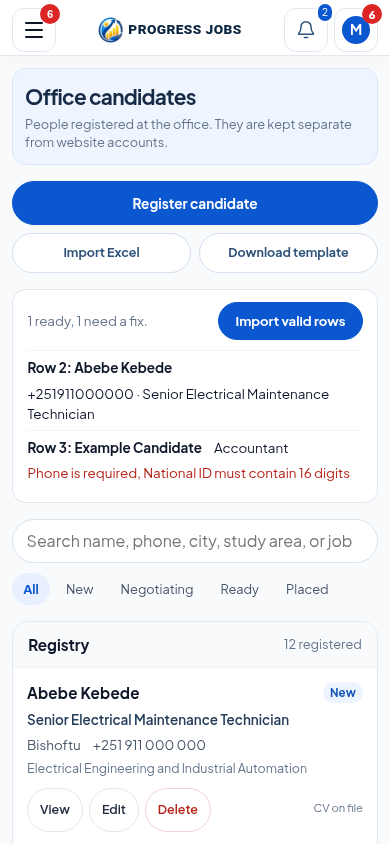 6
PROGRESS JOBS
2
M
6
Office candidates
People registered at the office. They are kept separate
from website accounts.
Register candidate
Import Excel
Download template
1 ready, 1 need a fix.
Import valid rows
Row 2: Abebe Kebede
+251911000000 · Senior Electrical Maintenance
Technician
Row 3: Example Candidate Accountant
Phone is required, National ID must contain 16 digits
Search name, phone, city, study area, or job
All New Negotiating Ready Placed
Registry 12 registered
Abebe Kebede New
Senior Electrical Maintenance Technician
Bishoftu +251 911 000 000
Electrical Engineering and Industrial Automation
View Edit Delete CV on file